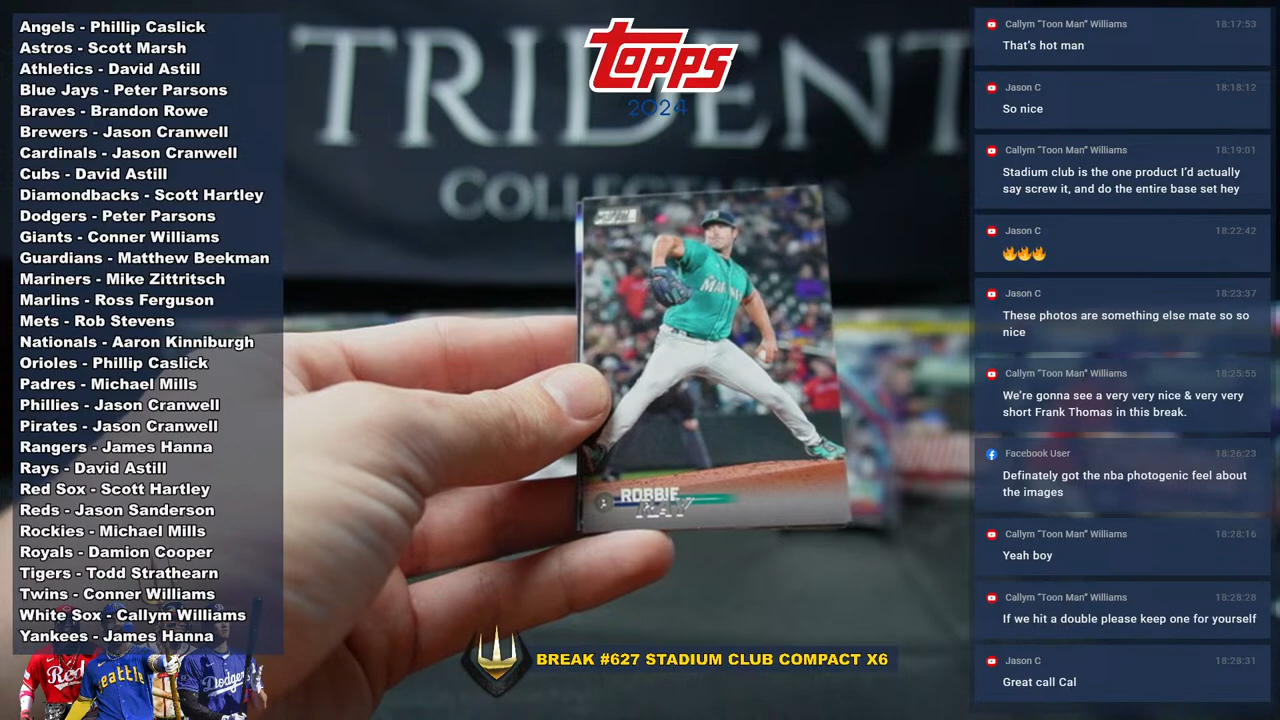 Angels - Phillip Caslick
Astros - Scott Marsh
Athletics - David Astill
Blue Jays - Peter Parsons
Braves - Brandon Rowe
Brewers - Jason Cranwell
Cardinals - Jason Cranwell
Cubs - David Astill
Diamondbacks - Scott Hartley
Dodgers - Peter Parsons
Giants - Conner Williams
Guardians - Matthew Beekman
Mariners - Mike Zittritsch
Marlins - Ross Ferguson
Mets - Rob Stevens
Nationals - Aaron Kinniburgh
Orioles - Phillip Caslick
Padres - Michael Mills
Phillies - Jason Cranwell
Pirates - Jason Cranwell
Rangers - James Hanna
Rays - David Astill
Red Sox - Scott Hartley
Reds - Jason Sanderson
Rockies - Michael Mills
Royals - Damion Cooper
Tigers - Todd Strathearn
Twins - Conner Williams
White Sox - Callym Williams
Yankees - James Hanna
Reds
Seattle
Dodgers
TRIDENT
topps
2024
ROBBIE
RAY
BREAK #627 STADIUM CLUB COMPACT X6
Callym "Toon Man" Williams 18:17:53
That's hot man
Jason C 18:18:12
So nice
Callym "Toon Man" Williams 18:19:01
Stadium club is the one product I'd actually
say screw it, and do the entire base set hey
Jason C 18:22:42
🔥🔥🔥
Jason C 18:23:37
These photos are something else mate so so
nice
Callym "Toon Man" Williams 18:25:55
We're gonna see a very very nice & very very
short Frank Thomas in this break.
Facebook User 18:26:23
Definately got the nba photogenic feel about
the images
Callym "Toon Man" Williams 18:28:16
Yeah boy
Callym "Toon Man" Williams 18:28:28
If we hit a double please keep one for yourself
Jason C 18:28:31
Great call Cal